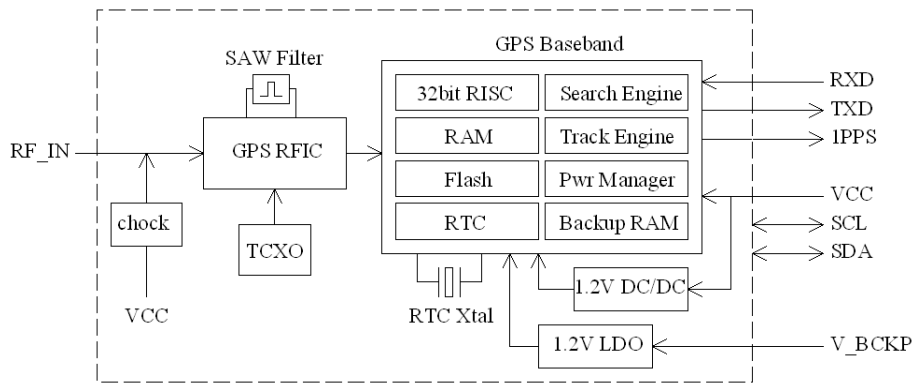 GPS Baseband
SAW Filter
32bit RISC
Search Engine
RXD
TXD
RAM
Track Engine
1PPS
RF_IN
GPS RFIC
Flash
Pwr Manager
VCC
chock
RTC
Backup RAM
SCL
TCXO
SDA
1.2V DC/DC
VCC
RTC Xtal
1.2V LDO
V_BCKP